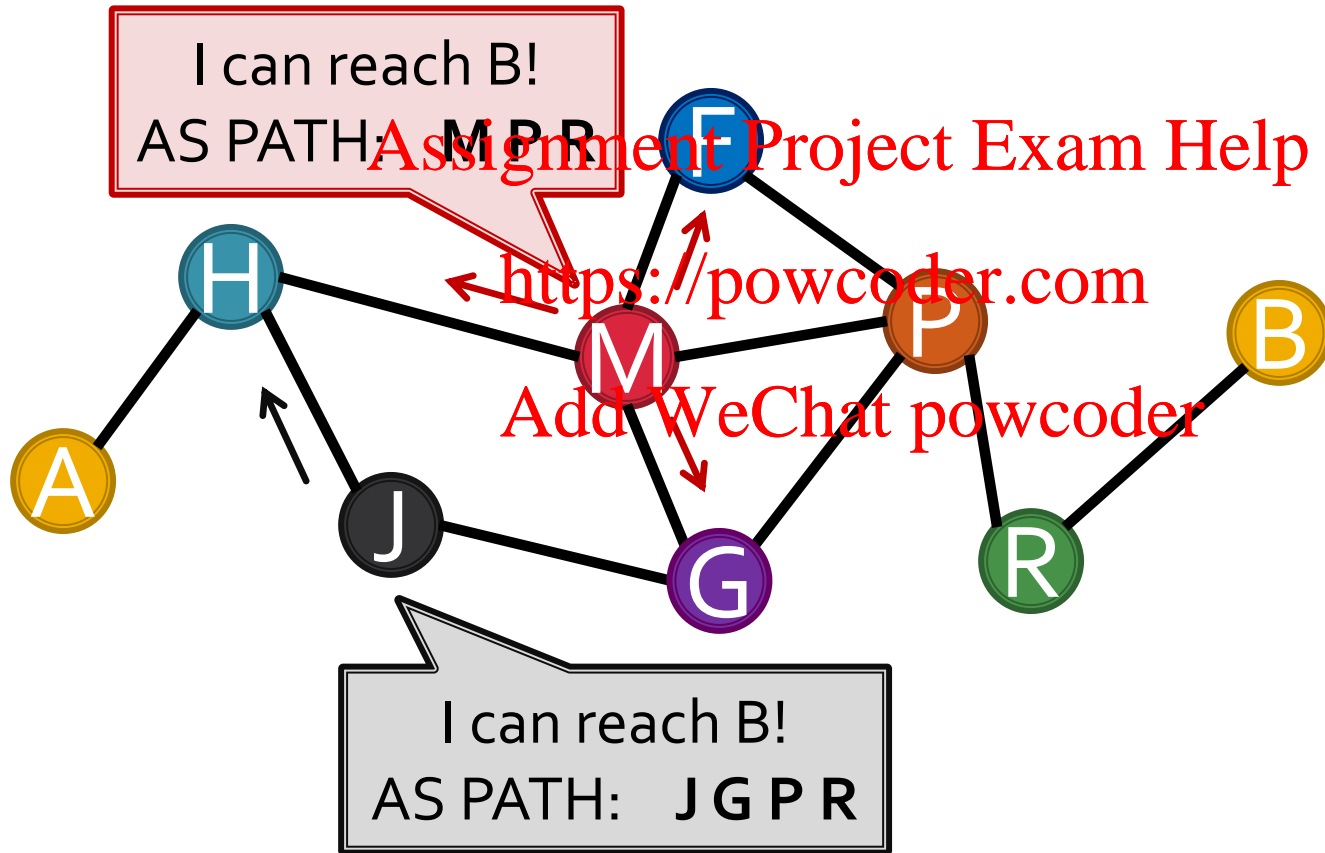 I can reach B!
AS PATH: M P R
Assignment Project Exam Help
F
H
https://powcoder.com
M
P
B
Add WeChat powcoder
A
J
G
R
I can reach B!
AS PATH: J G P R